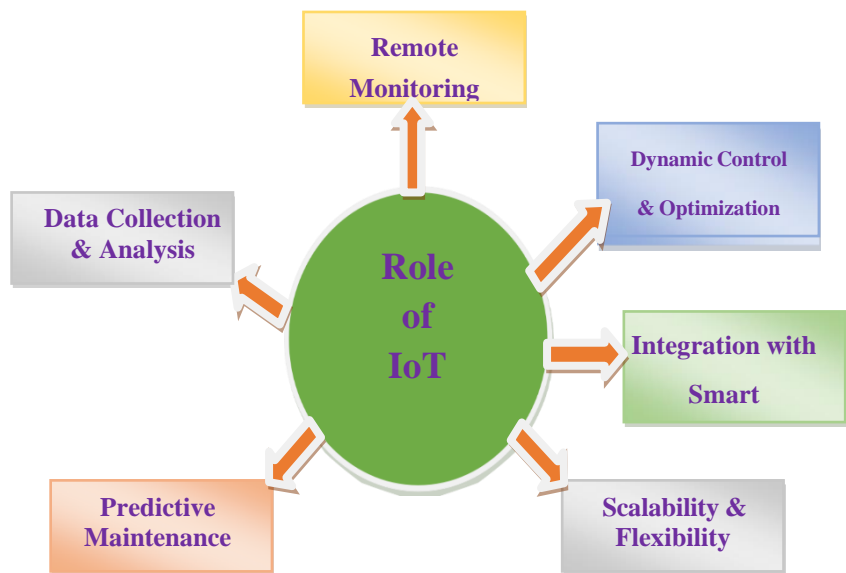 Remote
Monitoring
Dynamic Control
& Optimization
Data Collection
& Analysis
Role
of
IoT
Integration with
Smart
Predictive
Maintenance
Scalability &
Flexibility